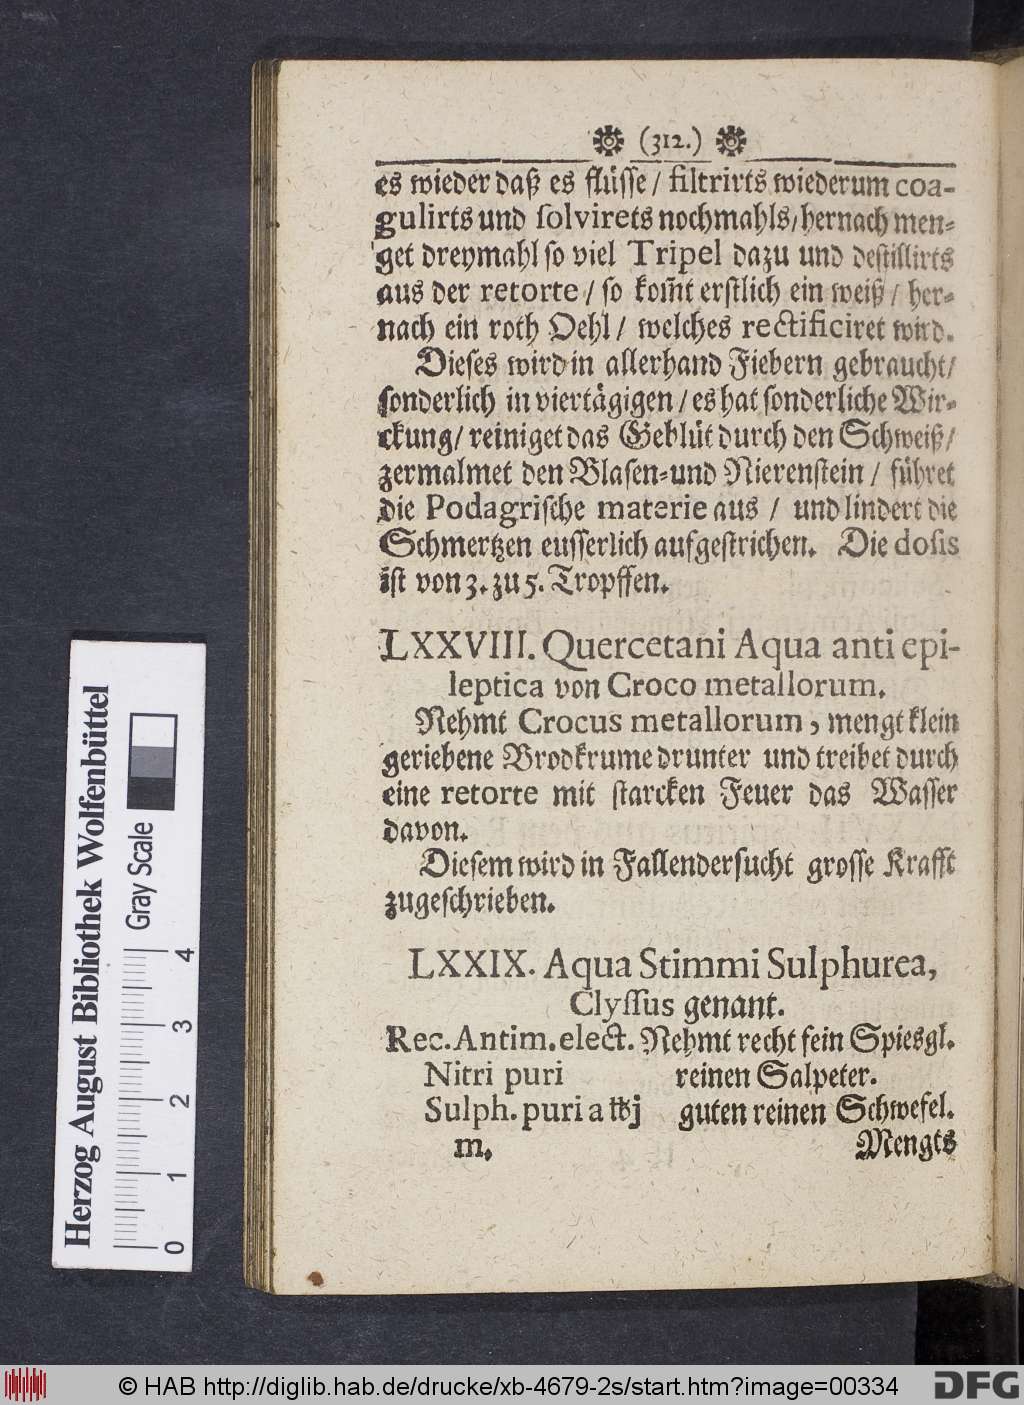 (312.)
es wieder daß es flüsse / filtrirts wiederum coa-
gulirts und ſolvirets nochmahls / hernach men-
get dreymahl ſo viel Tripel dazu und destillirts
aus der retorte / ſo kom̃t erſtlich ein weiß / her-
nach ein roth Oehl / welches rectificiret wird.
Dieſes wird in allerhand Fiebern gebraucht /
ſonderlich in viertägigen / es hat ſonderliche Wir-
ckung / reiniget das Geblüt durch den Schweiß /
zermalmet den Blaſen- und Nierenſtein / führet
die Podagriſche materie aus / und lindert die
Schmertzen euſſerlich aufgeſtrichen. Die doſis
iſt von 3. zu 5. Tropffen.
LXXVIII. Quercetani Aqua anti epi-
leptica von Croco metallorum.
Nehmt Crocus metallorum, mengt klein
geriebene Brodkrume drunter und treibet durch
eine retorte mit ſtarcken Feuer das Waſſer
davon.
Dieſem wird in Fallenderſucht groſſe Krafft
zugeſchrieben.
LXXIX. Aqua Stimmi Sulphurea,
Clyſſus genant.
Rec. Antim. elect. Nehmt recht fein Spiesgl.
Nitri puri reinen Salpeter.
Sulph. puri a ℔j guten reinen Schwefel.
m. Mengts
Herzog August Bibliothek Wolfenbüttel
Gray Scale
0 1 2 3 4
© HAB http://diglib.hab.de/drucke/xb-4679-2s/start.htm?image=00334
DFG